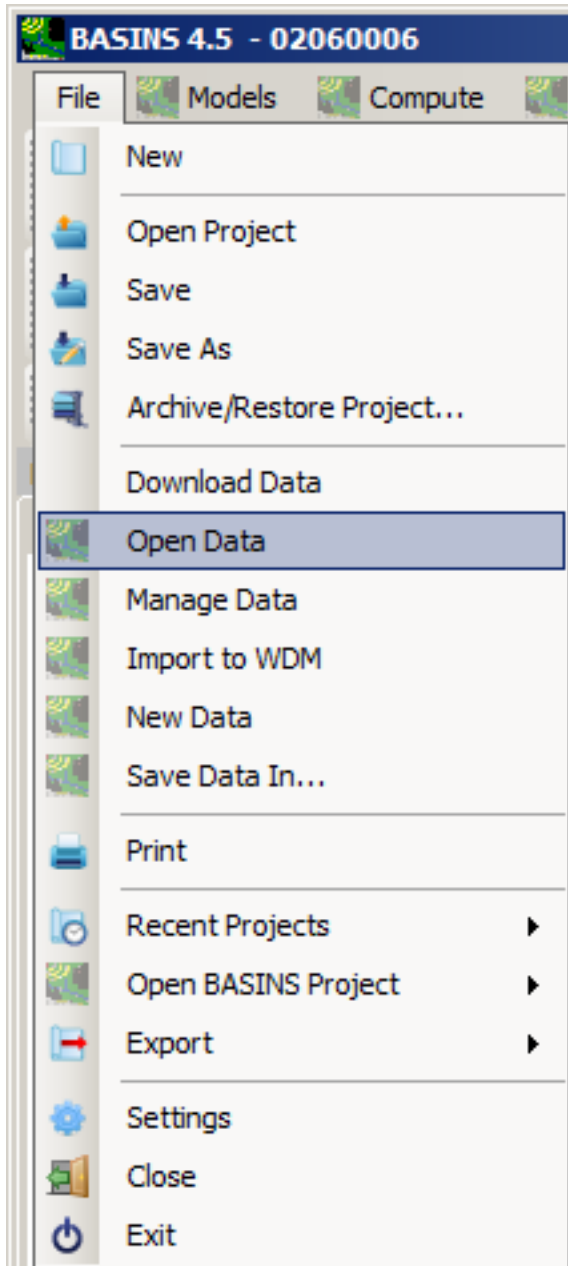 BASINS 4.5 - 02060006
File Models Compute
New
Open Project
Save
Save As
Archive/Restore Project...
Download Data
Open Data
Manage Data
Import to WDM
New Data
Save Data In...
Print
Recent Projects
Open BASINS Project
Export
Settings
Close
Exit